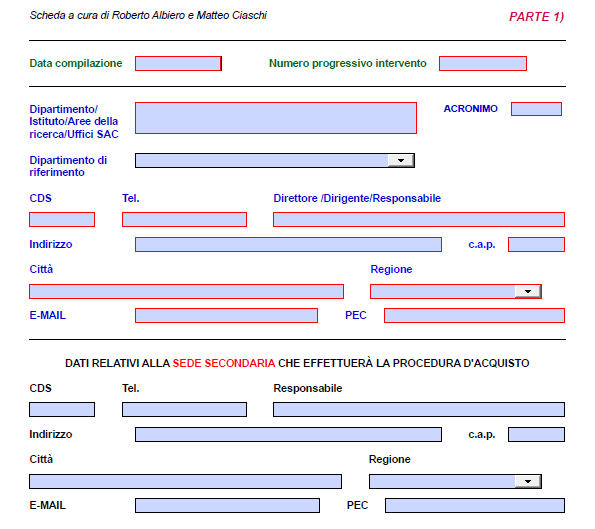 Scheda a cura di Roberto Albiero e Matteo Ciaschi PARTE 1)
Data compilazione Numero progressivo intervento
Dipartimento/
Istituto/Aree della
ricerca/Uffici SAC
ACRONIMO
Dipartimento di
riferimento
CDS Tel. Direttore /Dirigente/Responsabile
Indirizzo c.a.p.
Città Regione
E-MAIL PEC
DATI RELATIVI ALLA SEDE SECONDARIA CHE EFFETTUERÀ LA PROCEDURA D'ACQUISTO
CDS Tel. Responsabile
Indirizzo c.a.p.
Città Regione
E-MAIL PEC